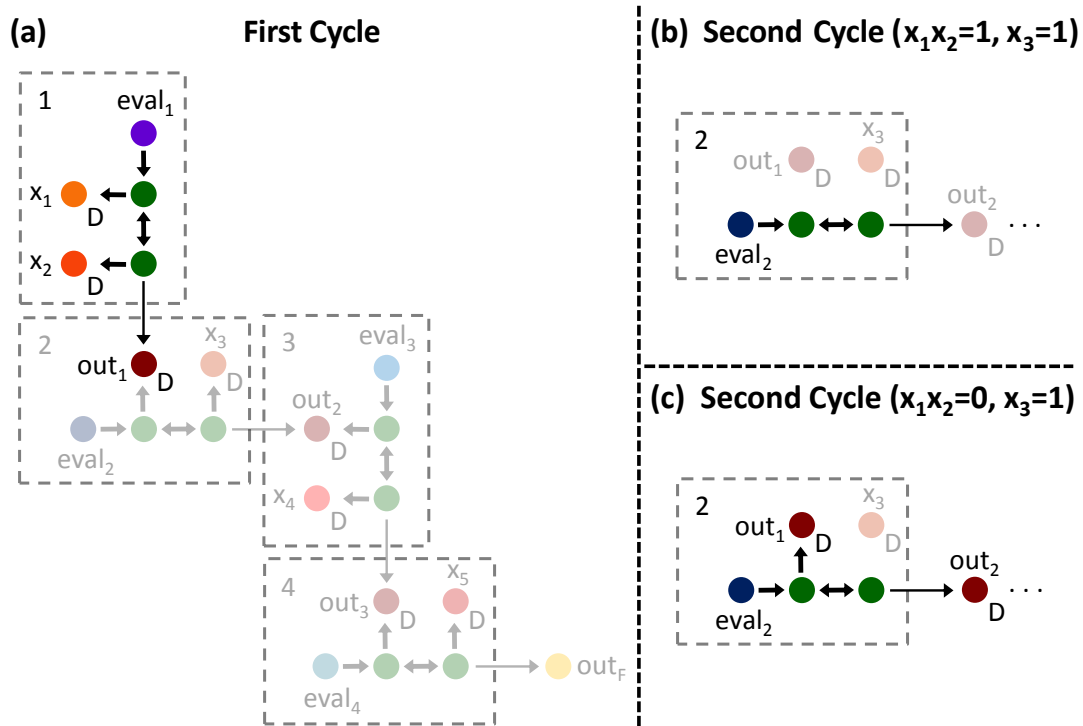 (a) First Cycle
1
eval₁
x₁
D
x₂
D
2
out₁
D
x₃
D
eval₂
3
eval₃
out₂
D
x₄
D
4
out₃
D
x₅
D
eval₄
out_F
(b) Second Cycle (x₁x₂=1, x₃=1)
2
out₁
D
x₃
D
eval₂
out₂
D
...
(c) Second Cycle (x₁x₂=0, x₃=1)
2
out₁
D
x₃
D
eval₂
out₂
D
...